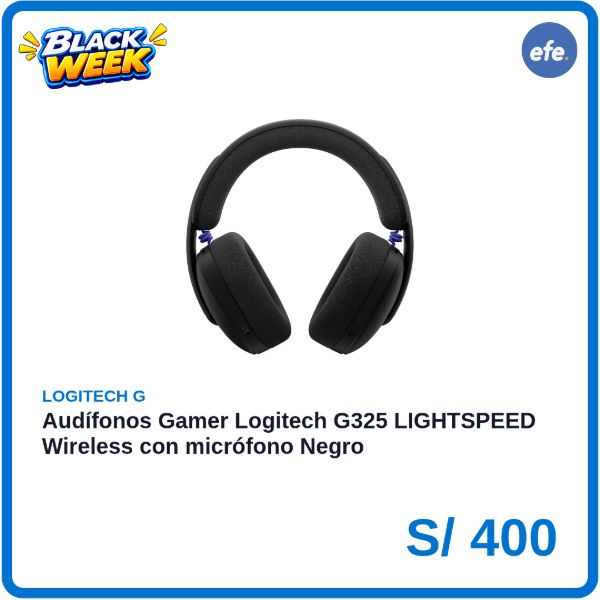 BLACK
WEEK
efe.
LOGITECH G
Audífonos Gamer Logitech G325 LIGHTSPEED
Wireless con micrófono Negro
S/ 400